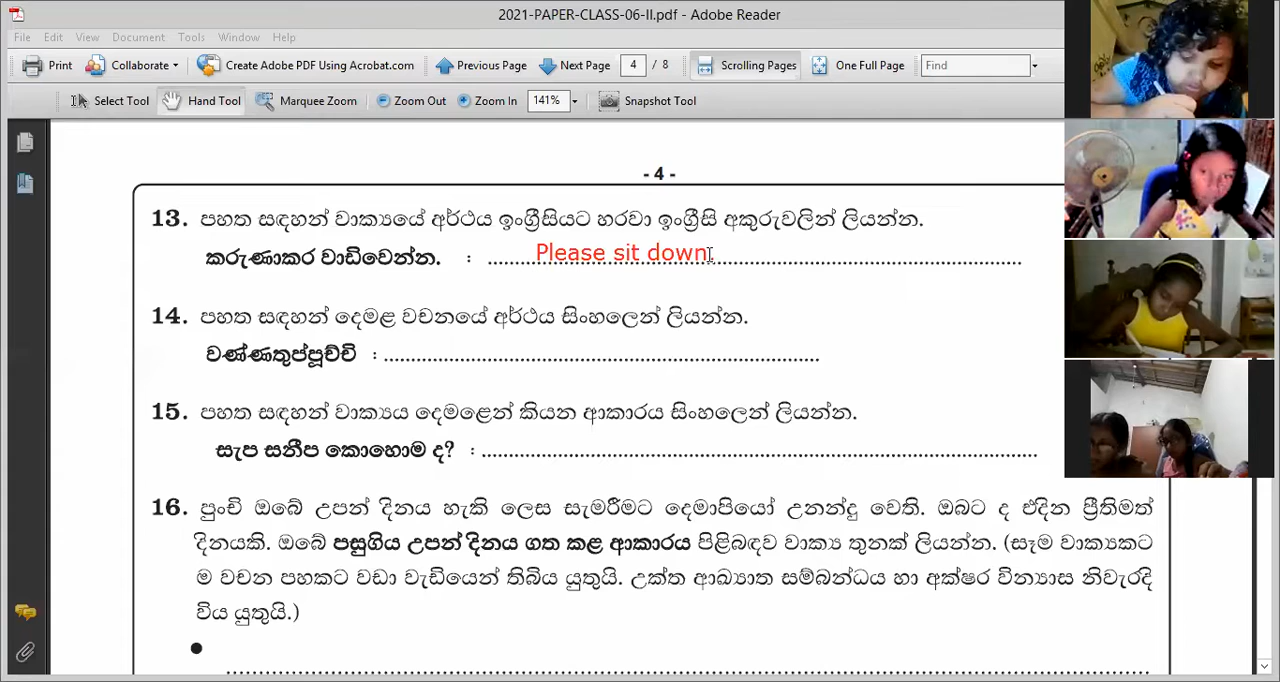 2021-PAPER-CLASS-06-II.pdf - Adobe Reader
File Edit View Document Tools Window Help
Print Collaborate Create Adobe PDF Using Acrobat.com Previous Page Next Page 4 / 8 Scrolling Pages One Full Page Find
Select Tool Hand Tool Marquee Zoom Zoom Out Zoom In 141% Snapshot Tool
- 4 -
13. පහත සඳහන් වාක්‍යයේ අර්ථය ඉංග්‍රීසියට හරවා ඉංග්‍රීසි අකුරුවලින් ලියන්න.
කරුණාකර වාඩිවෙන්න. : Please sit down
14. පහත සඳහන් දෙමළ වචනයේ අර්ථය සිංහලෙන් ලියන්න.
වණ්ණතුප්පූච්චි :
15. පහත සඳහන් වාක්‍යය දෙමළෙන් කියන ආකාරය සිංහලෙන් ලියන්න.
සැප සනීප කොහොම ද? :
16. පුංචි ඔබේ උපන් දිනය හැකි ලෙස සැමරීමට දෙමාපියෝ උනන්දු වෙති. ඔබට ද එදින ප්‍රීතිමත්
දිනයකි. ඔබේ පසුගිය උපන් දිනය ගත කළ ආකාරය පිළිබඳව වාක්‍ය තුනක් ලියන්න. (සෑම වාක්‍යකට
ම වචන පහකට වඩා වැඩියෙන් තිබිය යුතුයි. උක්ත ආඛ්‍යාත සම්බන්ධය හා අක්ෂර වින්‍යාස නිවැරදි
විය යුතුයි.)